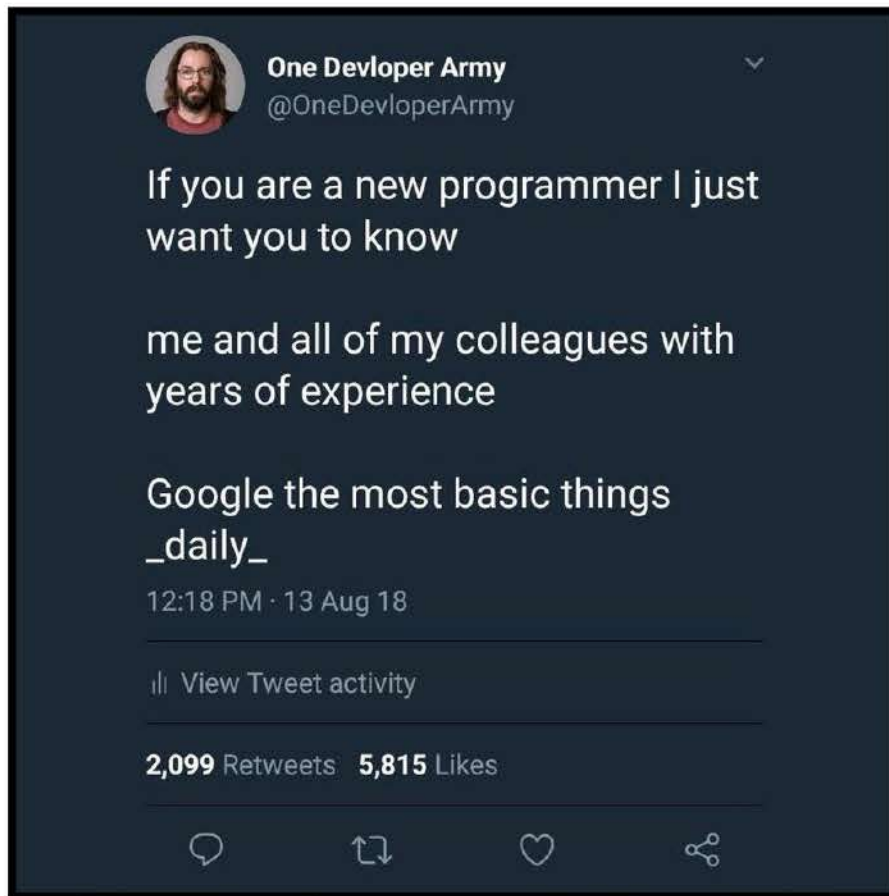 One Devloper Army
@OneDevloperArmy
If you are a new programmer I just
want you to know
me and all of my colleagues with
years of experience
Google the most basic things
_daily_
12:18 PM · 13 Aug 18
View Tweet activity
2,099 Retweets 5,815 Likes